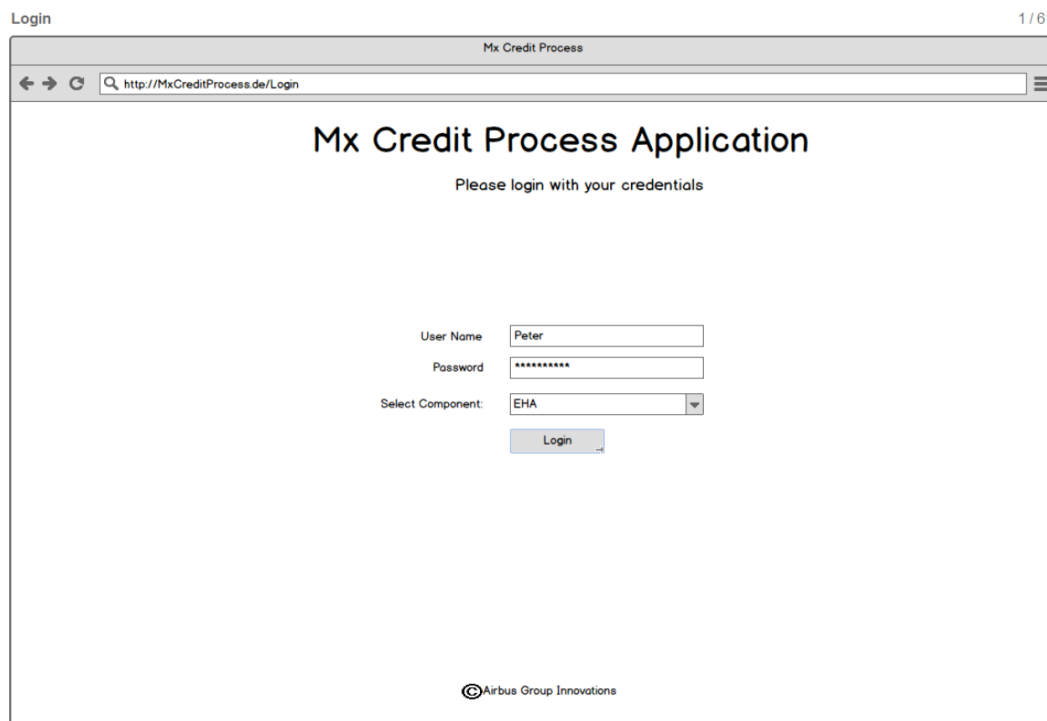 Login 1 / 6
Mx Credit Process
http://MxCreditProcess.de/Login
Mx Credit Process Application
Please login with your credentials
User Name Peter
Password **********
Select Component: EHA
Login
©Airbus Group Innovations